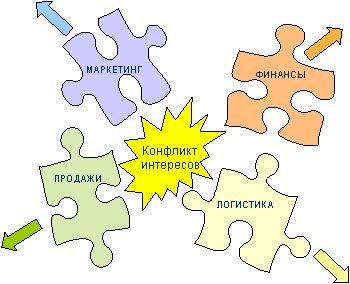 МАРКЕТИНГ
ФИНАНСЫ
Конфликт
интересов
ПРОДАЖИ
ЛОГИСТИКА